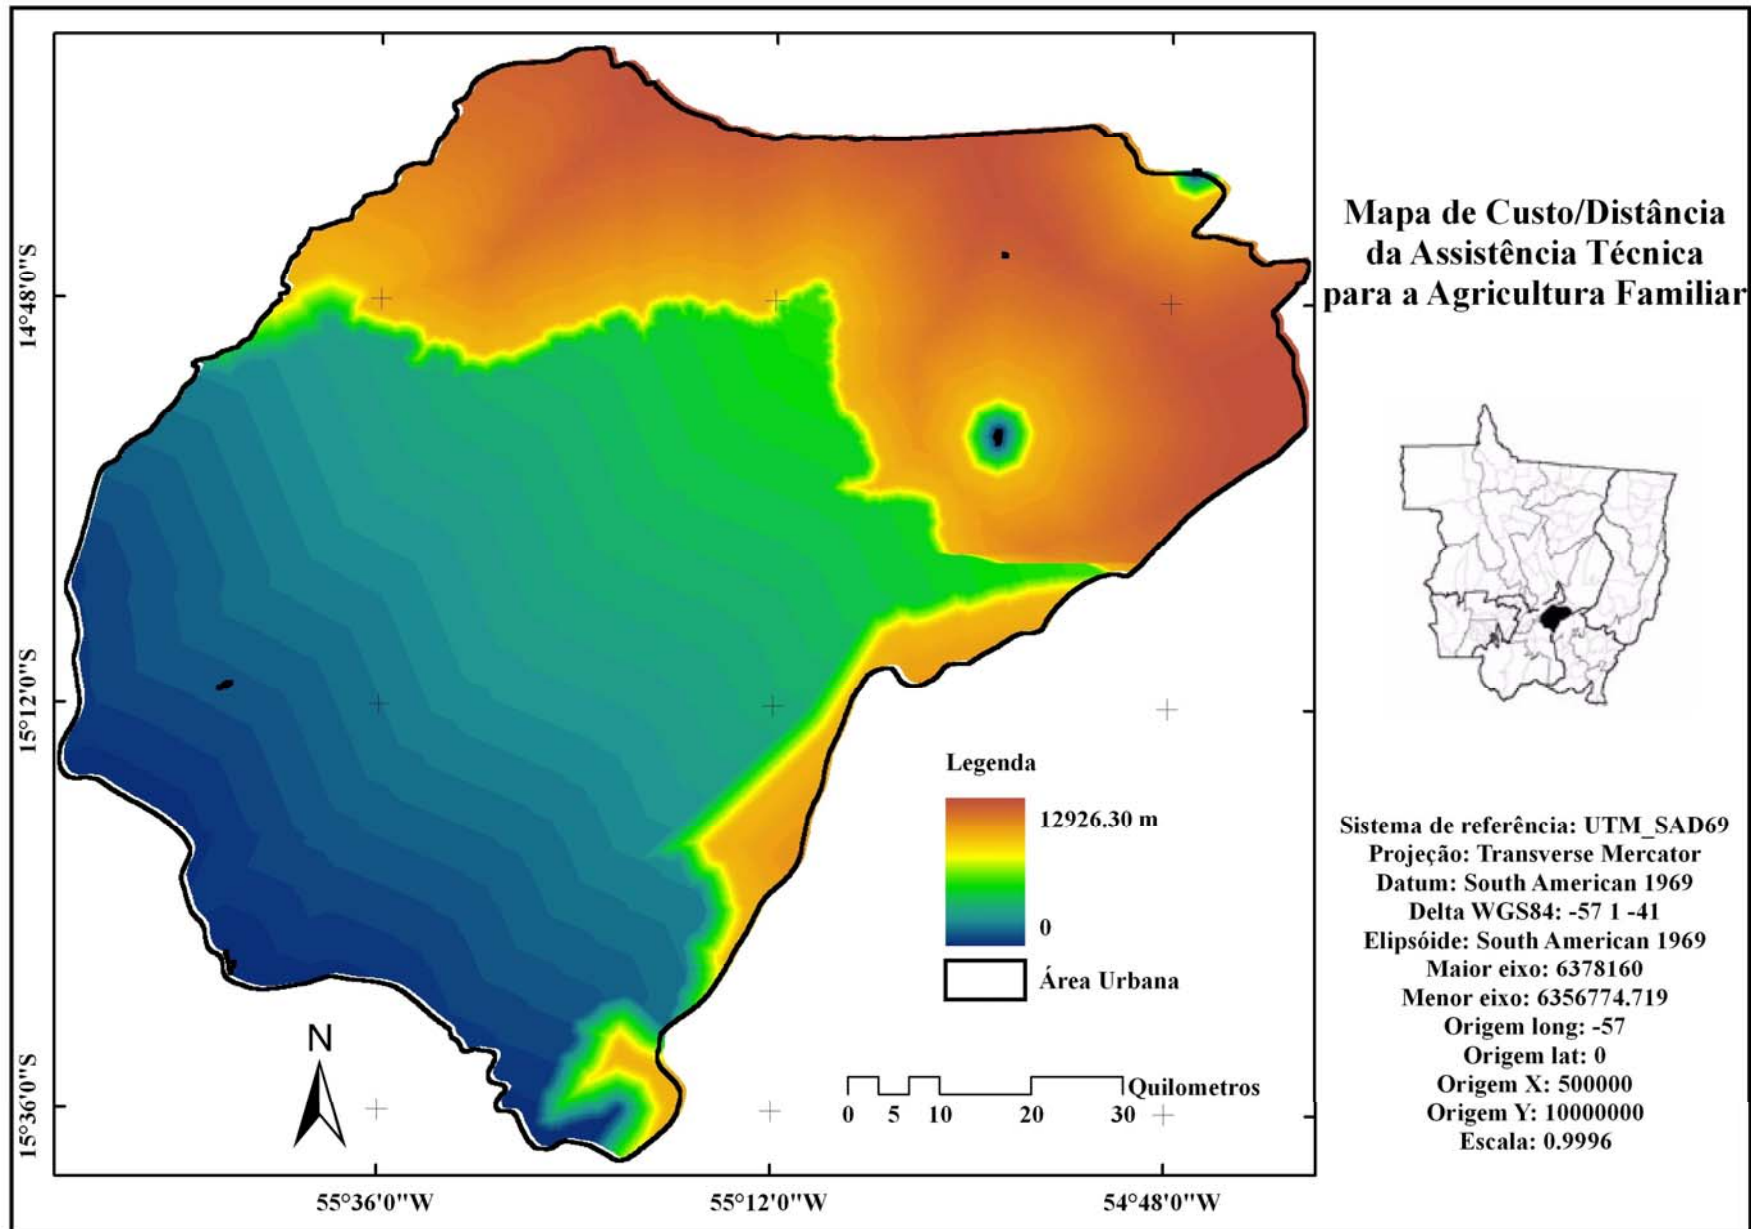 Mapa de Custo/Distância
da Assistência Técnica
para a Agricultura Familiar
14°48'0"S
15°12'0"S
15°36'0"S
55°36'0"W
55°12'0"W
54°48'0"W
N
Legenda
12926.30 m
0
Área Urbana
Quilometros
0 5 10 20 30
Sistema de referência: UTM_SAD69
Projeção: Transverse Mercator
Datum: South American 1969
Delta WGS84: -57 1 -41
Elipsóide: South American 1969
Maior eixo: 6378160
Menor eixo: 6356774.719
Origem long: -57
Origem lat: 0
Origem X: 500000
Origem Y: 10000000
Escala: 0.9996